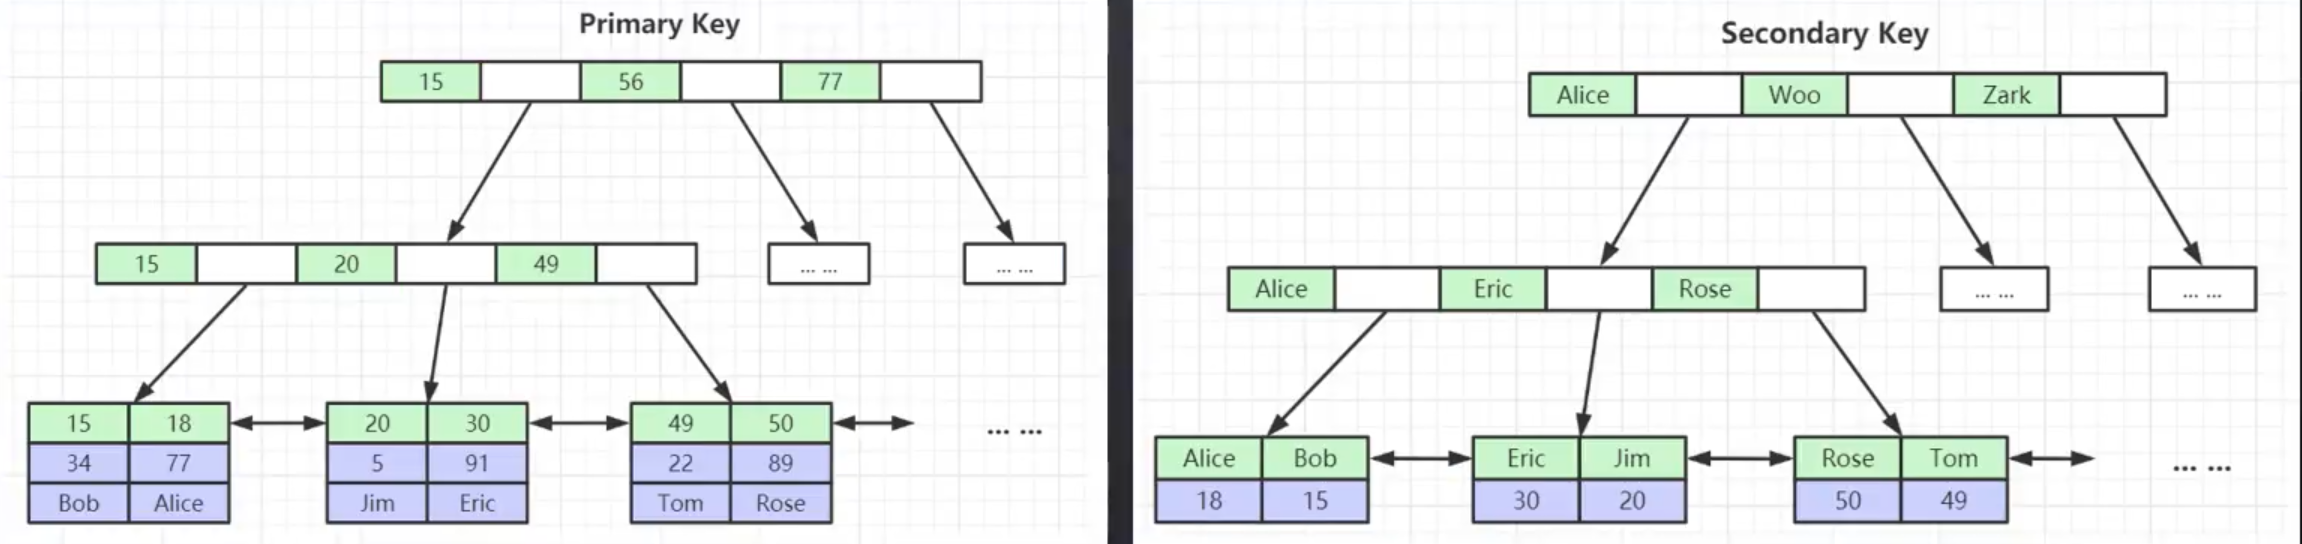 Primary Key
15 56 77
15 20 49
... ...
... ...
15 18
34 77
Bob Alice
20 30
5 91
Jim Eric
49 50
22 89
Tom Rose
... ...
Secondary Key
Alice Woo Zark
Alice Eric Rose
... ...
... ...
Alice Bob
18 15
Eric Jim
30 20
Rose Tom
50 49
... ...